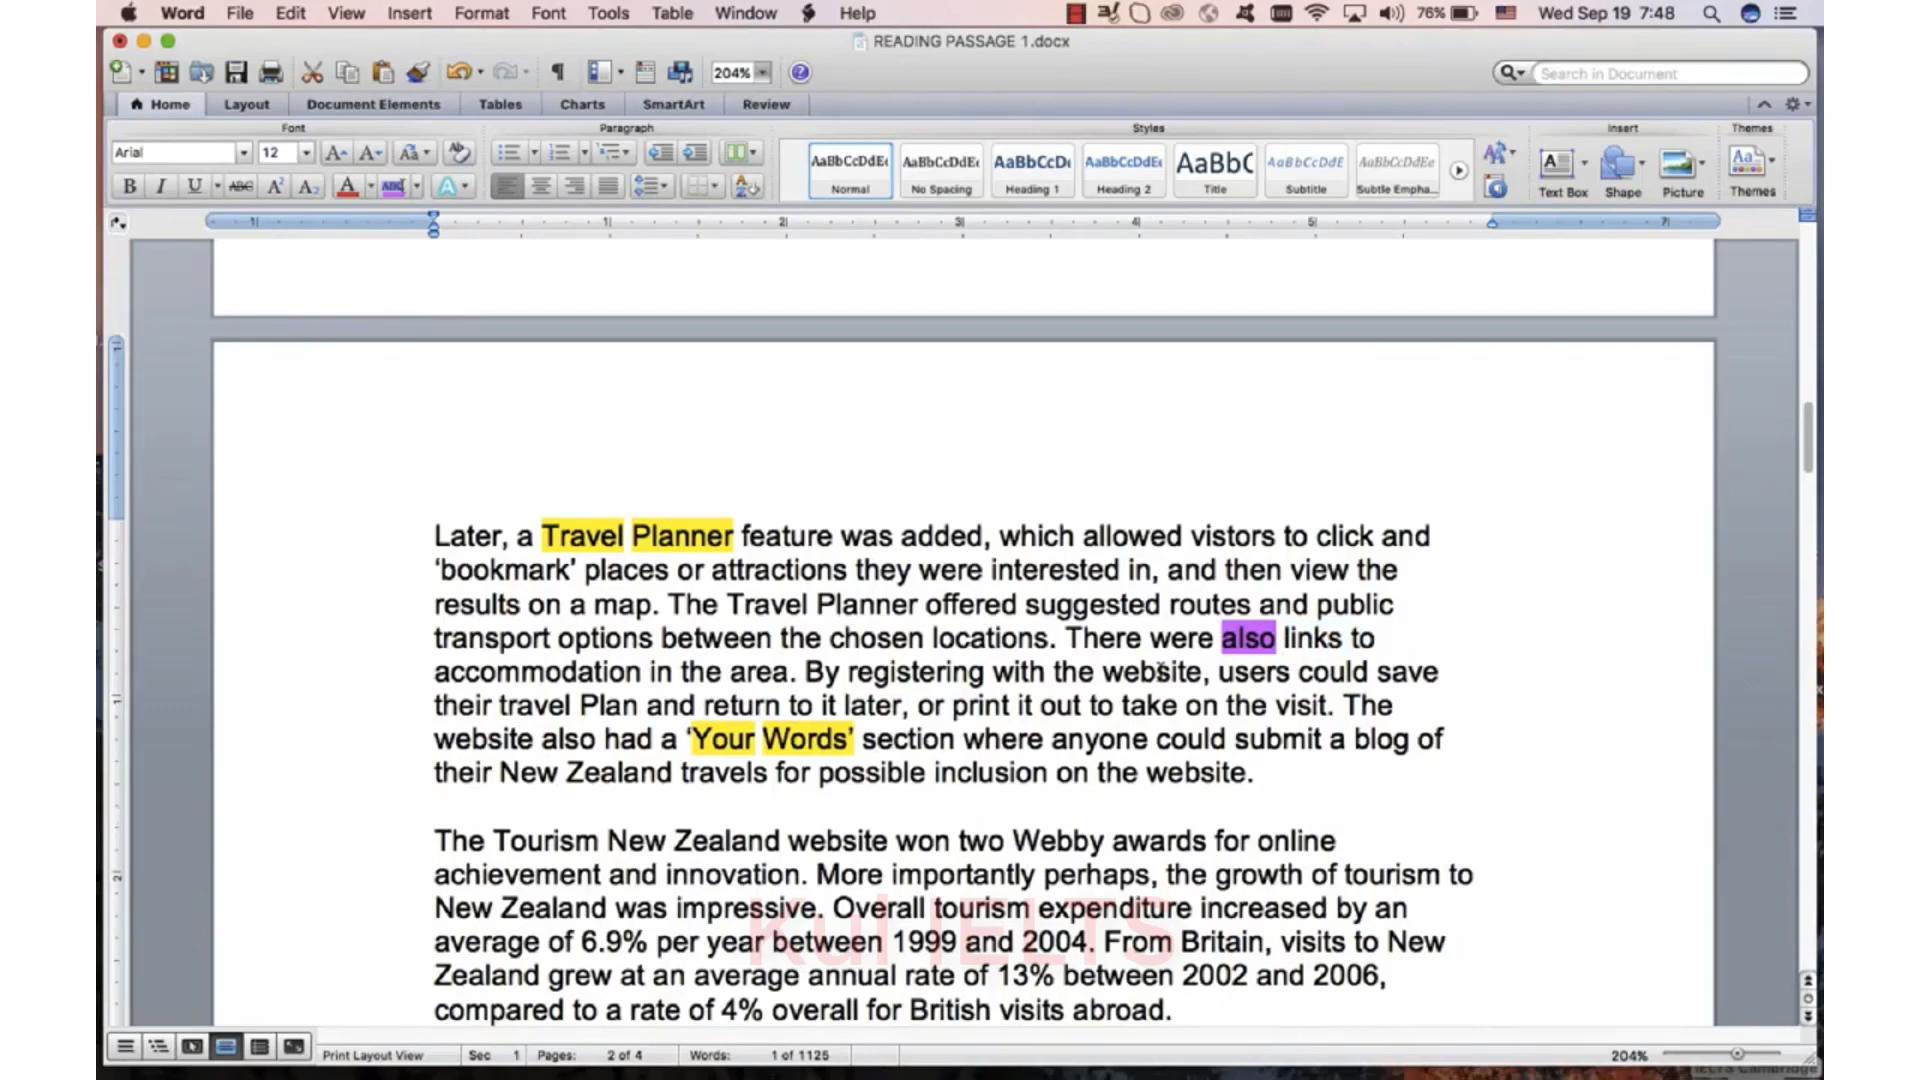 Word File Edit View Insert Format Font Tools Table Window Help 76% Wed Sep 19 7:48
READING PASSAGE 1.docx
204% Search in Document
Home Layout Document Elements Tables Charts SmartArt Review
Font Paragraph Styles Insert Themes
Arial 12
AaBbCcDdEe AaBbCcDdEe AaBbCcDd AaBbCcDdEe AaBbC AaBbCcDdE AaBbCcDdEe
Normal No Spacing Heading 1 Heading 2 Title Subtitle Subtle Empha... Text Box Shape Picture Themes
Later, a Travel Planner feature was added, which allowed vistors to click and
‘bookmark’ places or attractions they were interested in, and then view the
results on a map. The Travel Planner offered suggested routes and public
transport options between the chosen locations. There were also links to
accommodation in the area. By registering with the website, users could save
their travel Plan and return to it later, or print it out to take on the visit. The
website also had a ‘Your Words’ section where anyone could submit a blog of
their New Zealand travels for possible inclusion on the website.
The Tourism New Zealand website won two Webby awards for online
achievement and innovation. More importantly perhaps, the growth of tourism to
New Zealand was impressive. Overall tourism expenditure increased by an
average of 6.9% per year between 1999 and 2004. From Britain, visits to New
Zealand grew at an average annual rate of 13% between 2002 and 2006,
compared to a rate of 4% overall for British visits abroad.
Kul IELTS
Print Layout View Sec 1 Pages: 2 of 4 Words: 1 of 1125 204%
IELTS Cambridge